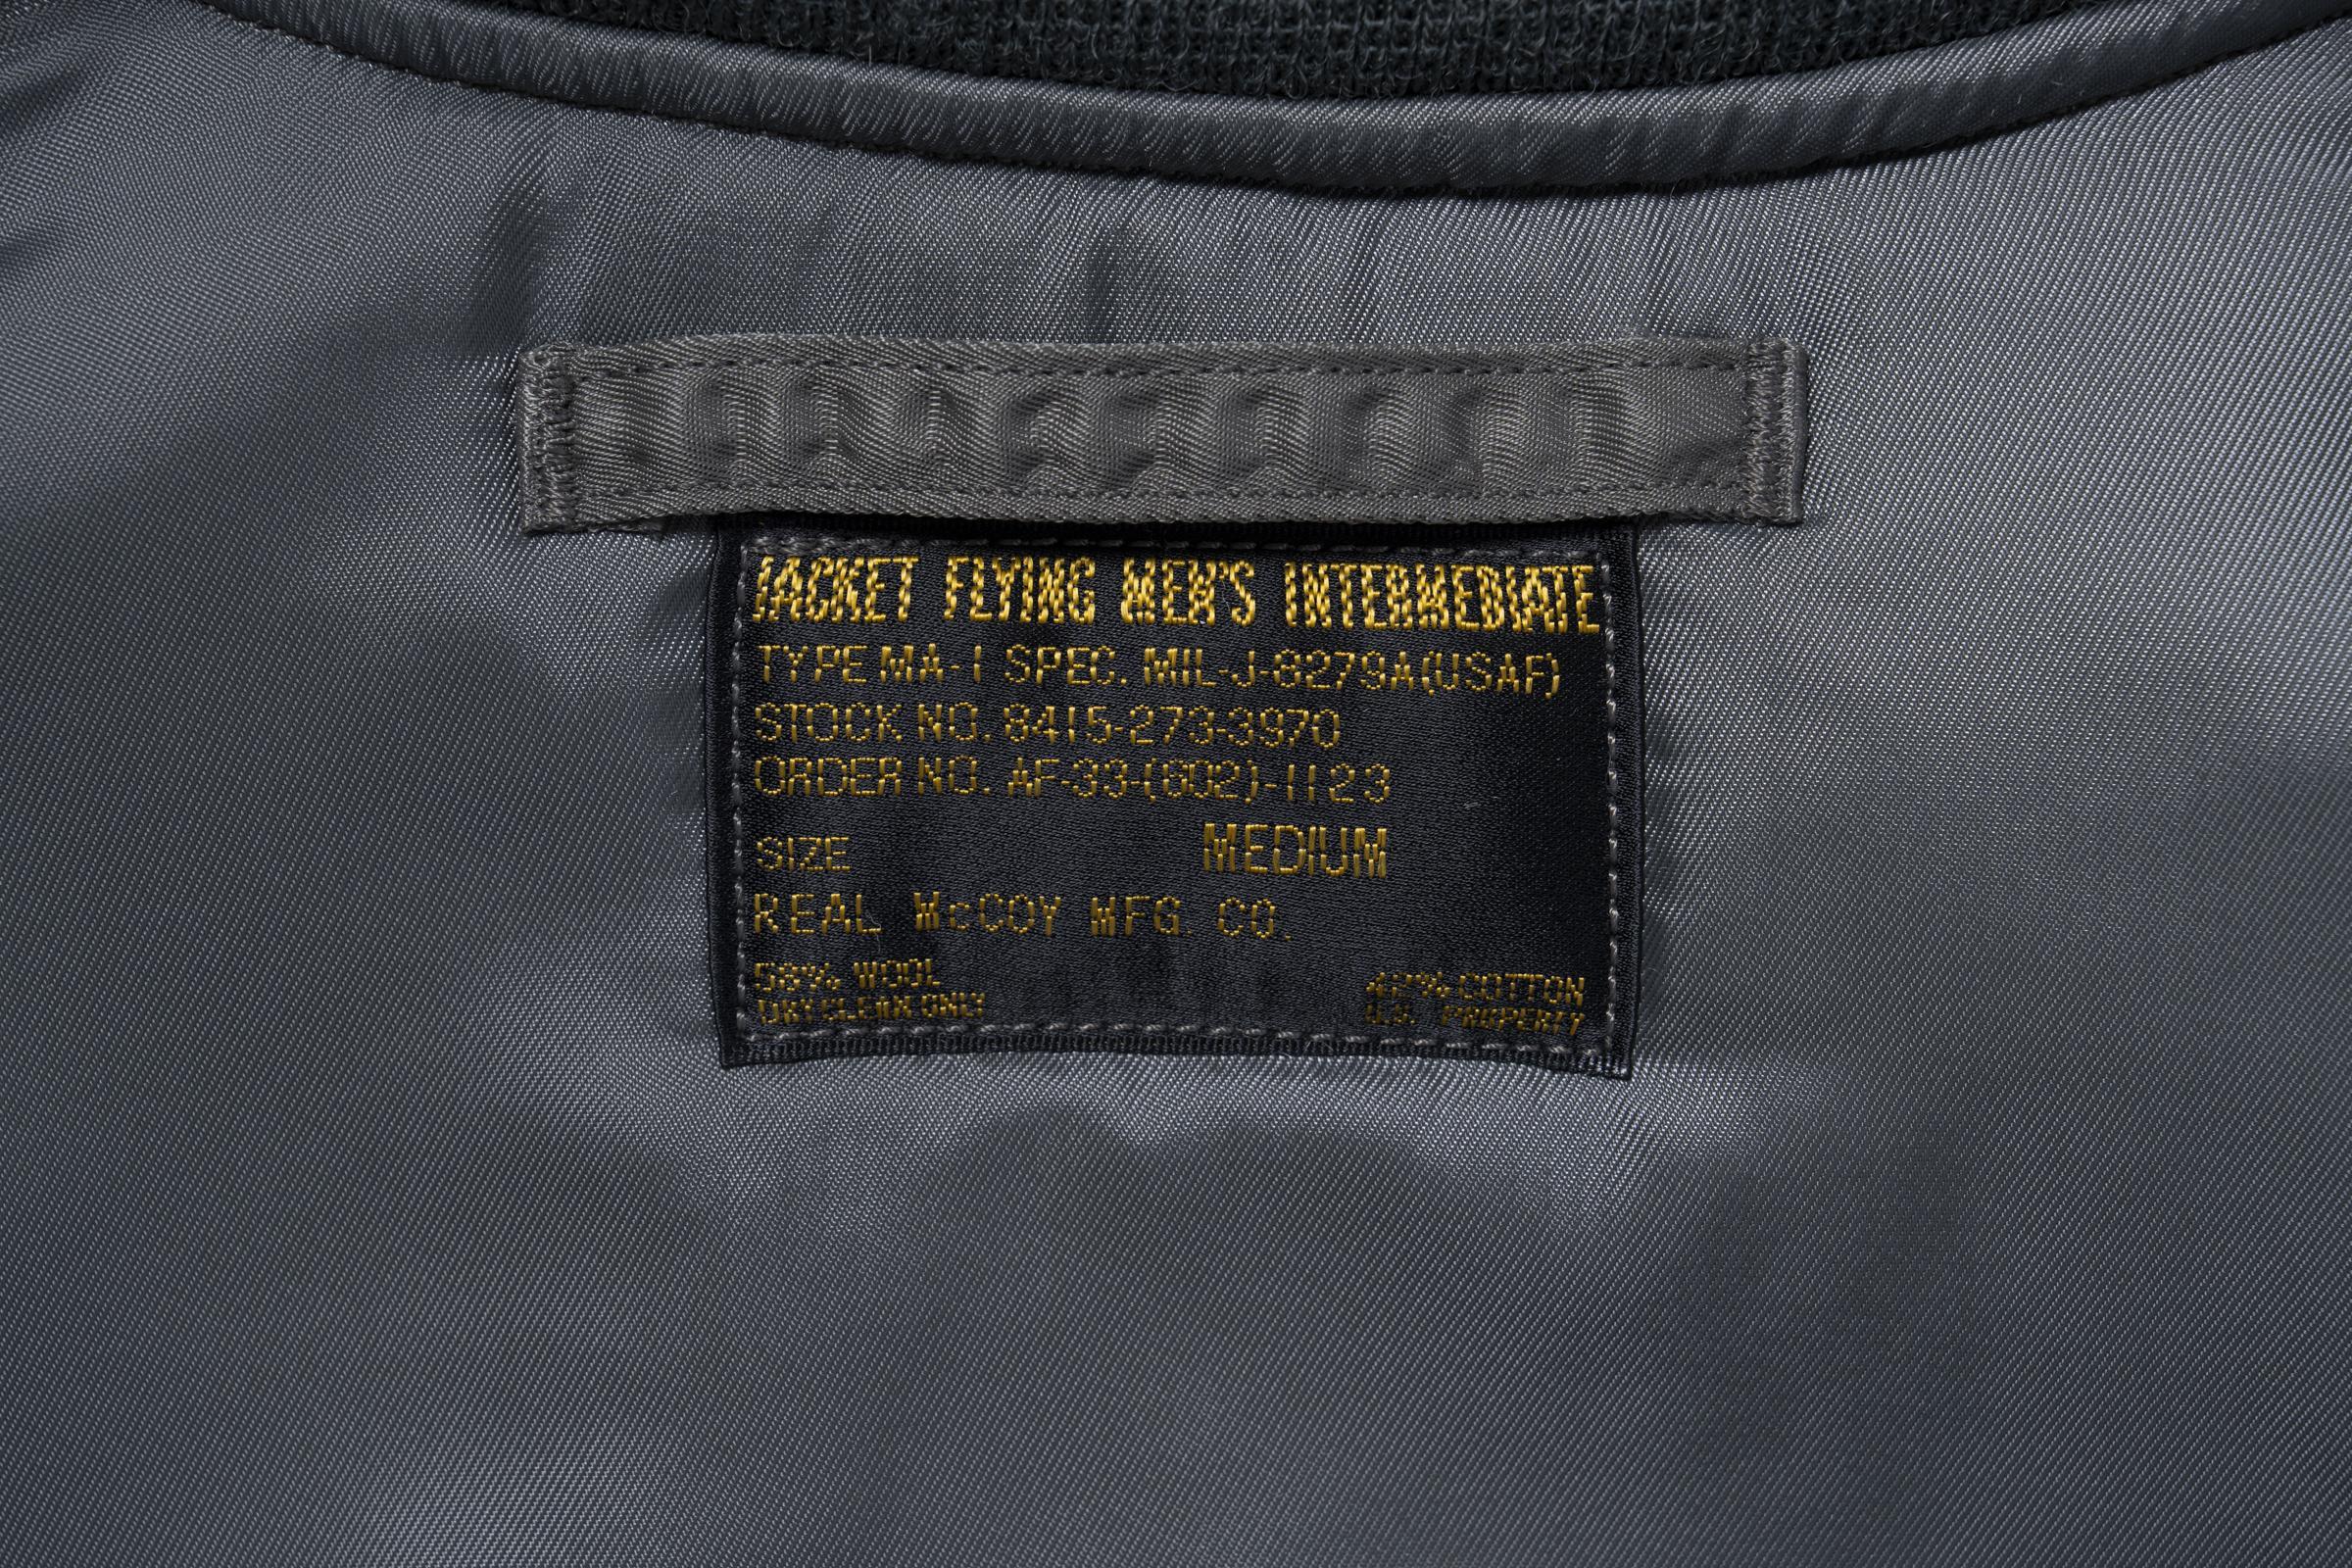 JACKET FLYING MEN'S INTERMEDIATE
TYPE MA-1 SPEC. MIL-J-8279A(USAF)
STOCK NO. 8415-273-3970
ORDER NO. AF-33-(602)-1123
SIZE MEDIUM
REAL McCOY MFG. CO.
58% WOOL 42% COTTON
DRY CLEAN ONLY U.S. PROPERTY